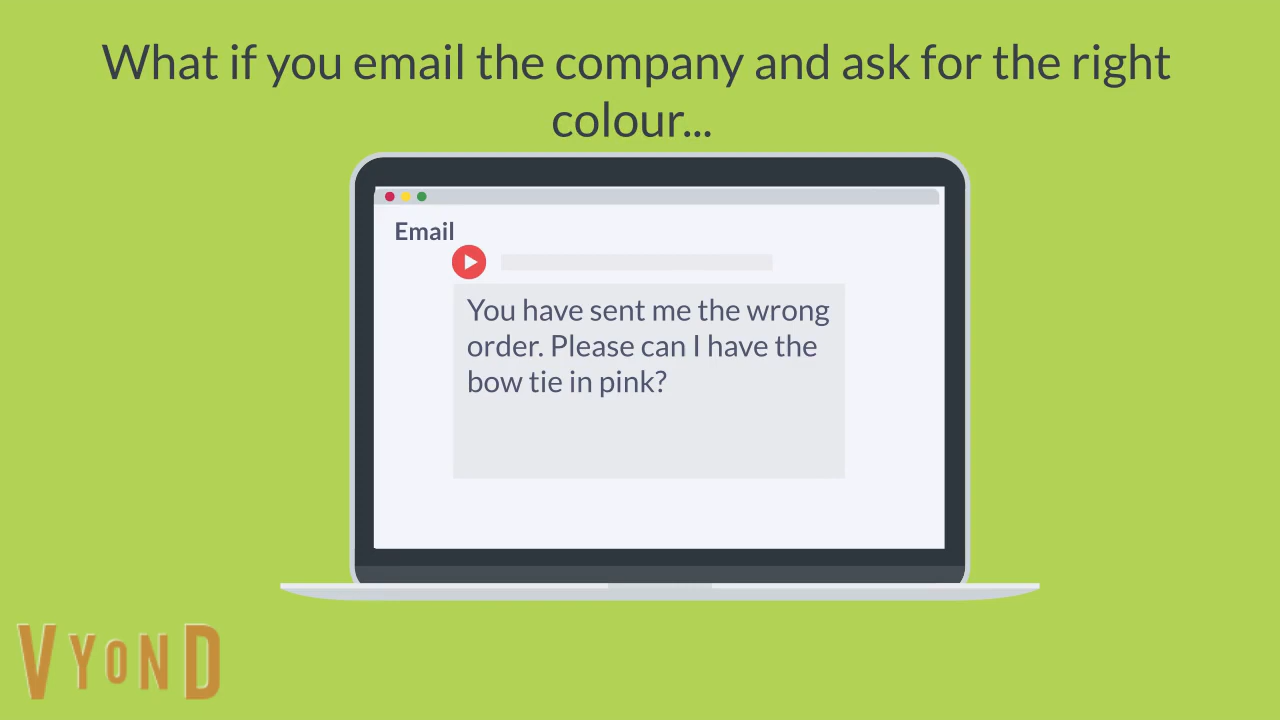 What if you email the company and ask for the right
colour...
Email
You have sent me the wrong
order. Please can I have the
bow tie in pink?
VYOND